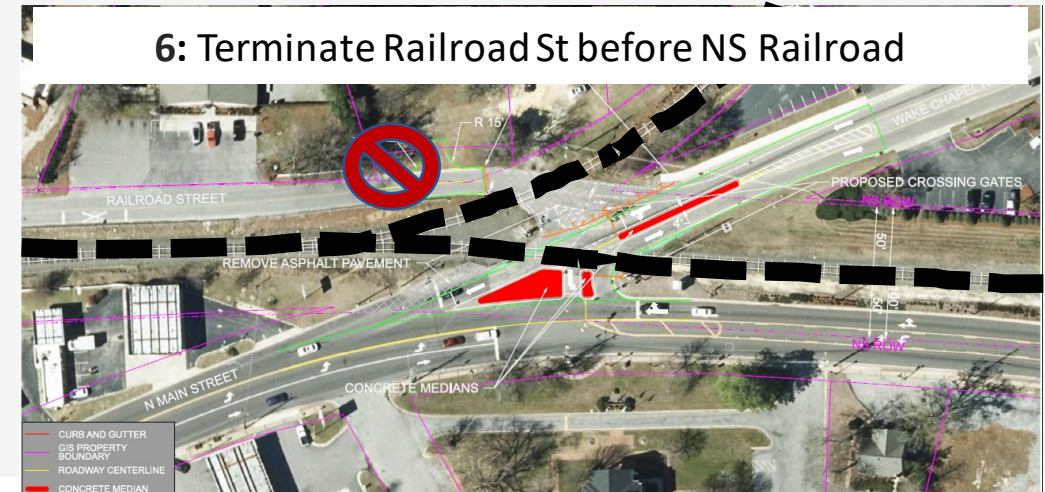 6: Terminate Railroad St before NS Railroad
R 15'
WAKE CHAPEL
PROPOSED CROSSING GATES
NS ROW
RAILROAD STREET
4'
50'
REMOVE ASPHALT PAVEMENT
100'
50'
NS ROW
N MAIN STREET
CONCRETE MEDIANS
CURB AND GUTTER
GIS PROPERTY
BOUNDARY
ROADWAY CENTERLINE
CONCRETE MEDIAN